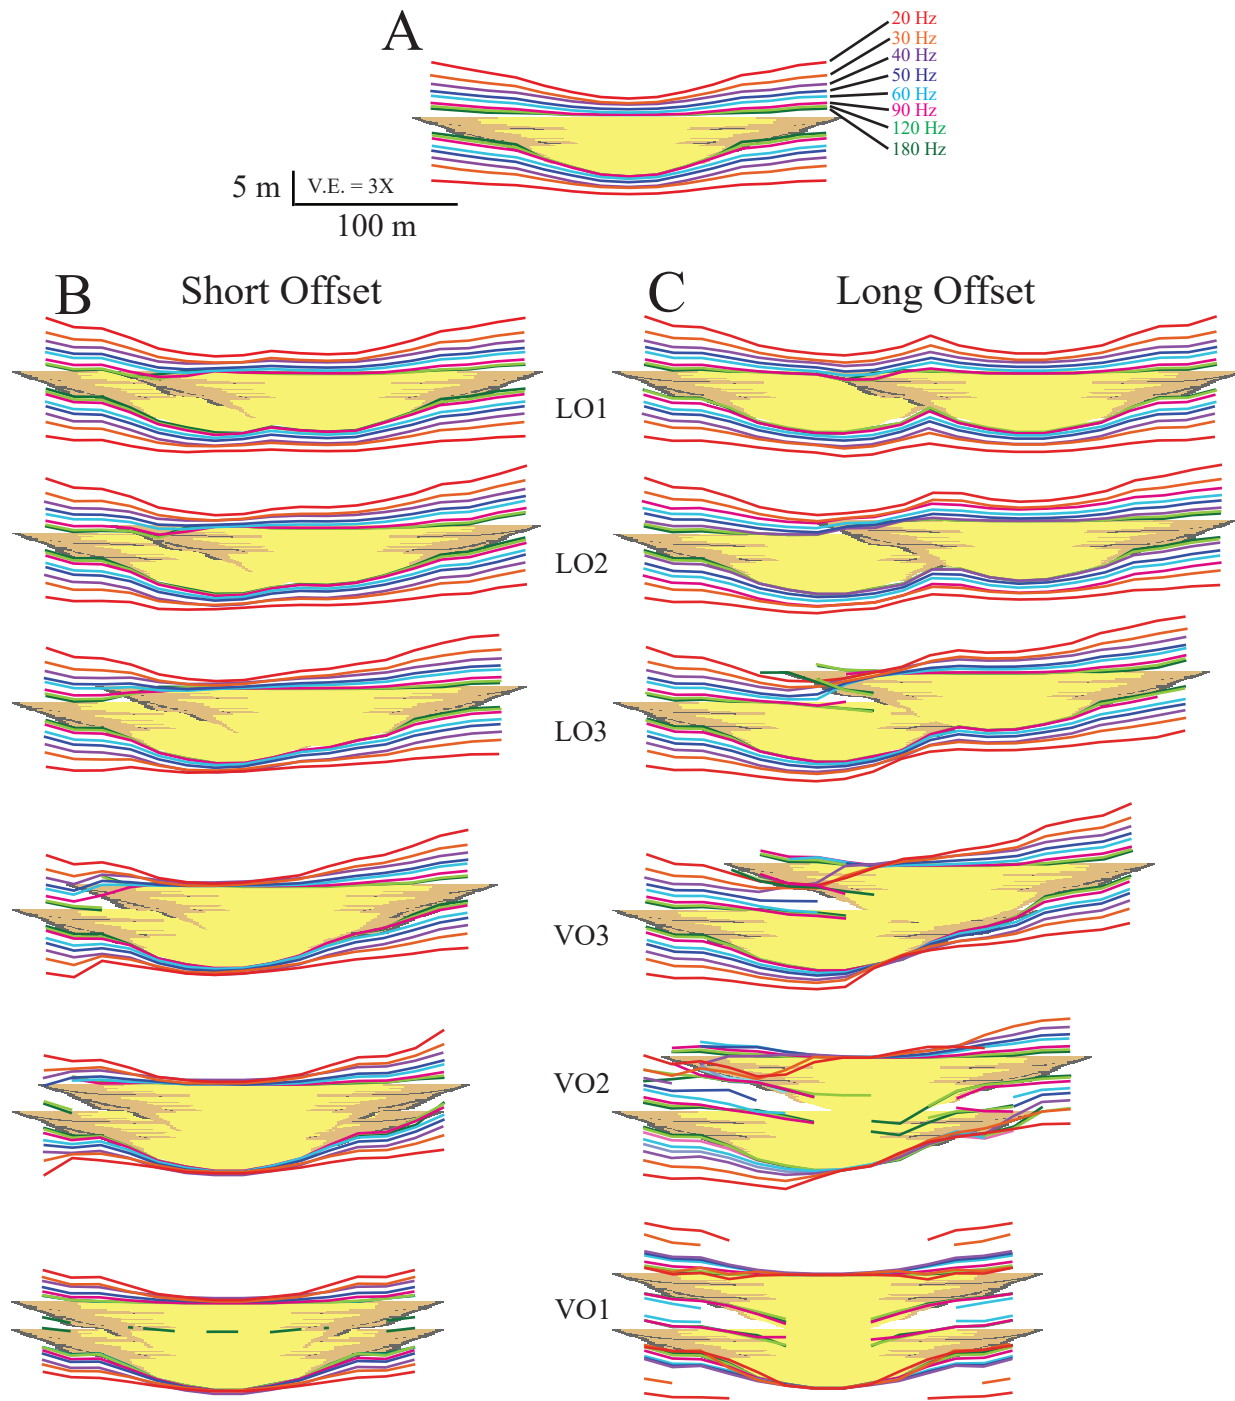 A
20 Hz
30 Hz
40 Hz
50 Hz
60 Hz
90 Hz
120 Hz
180 Hz
5 m
V.E. = 3X
100 m
B
Short Offset
C
Long Offset
LO1
LO2
LO3
VO3
VO2
VO1